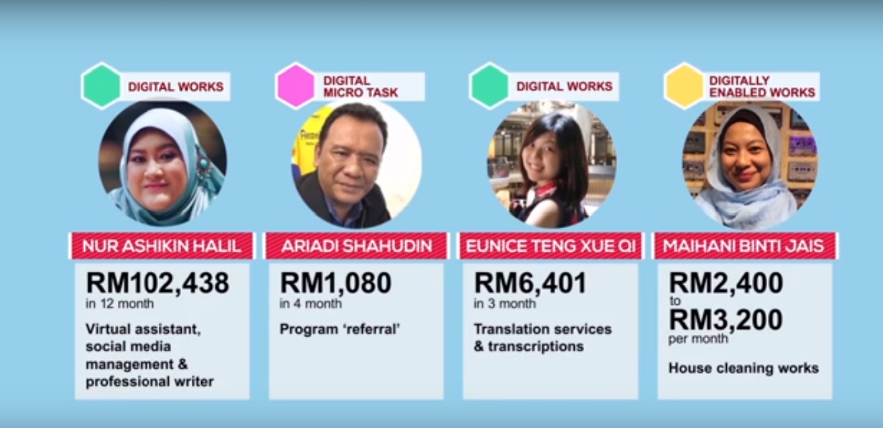 DIGITAL WORKS
NUR ASHIKIN HALIL
RM102,438
in 12 month
Virtual assistant,
social media
management &
professional writer
DIGITAL
MICRO TASK
ARIADI SHAHUDIN
RM1,080
in 4 month
Program ‘referral’
DIGITAL WORKS
EUNICE TENG XUE QI
RM6,401
in 3 month
Translation services
& transcriptions
DIGITALLY
ENABLED WORKS
MAIHANI BINTI JAIS
RM2,400
to
RM3,200
per month
House cleaning works